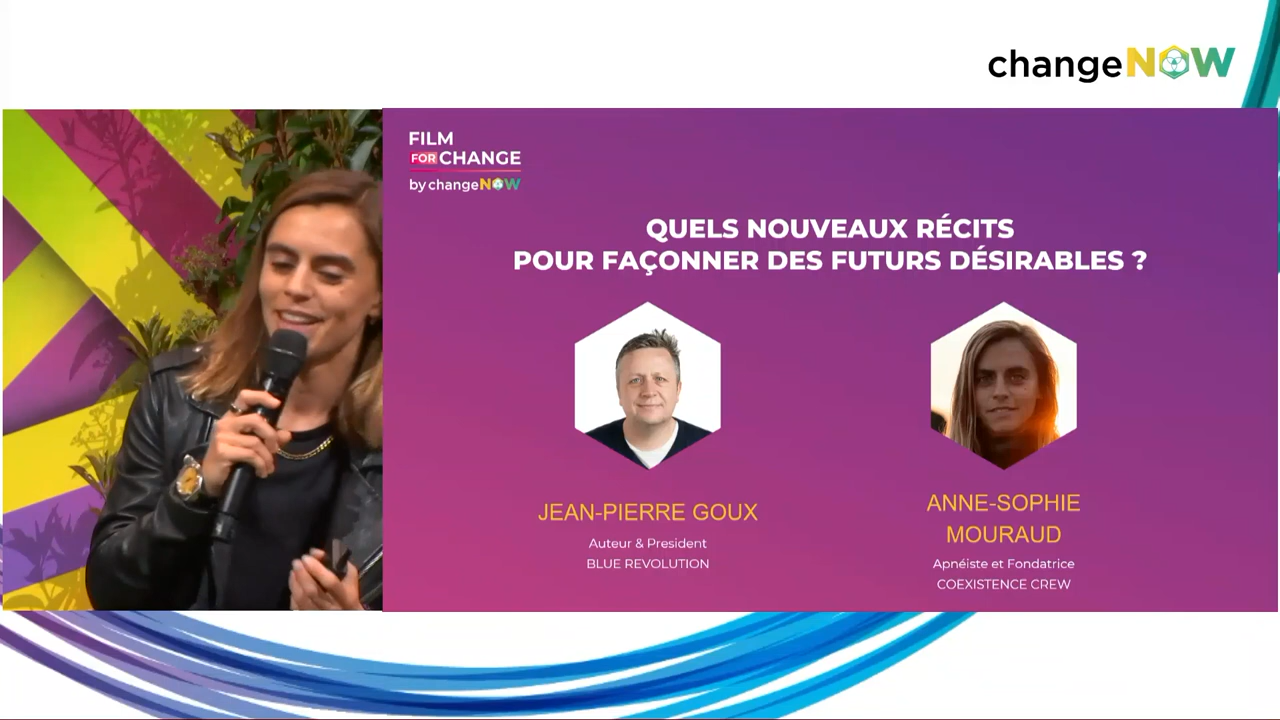 changeNOW
FILM
FOR CHANGE
by changeNOW
QUELS NOUVEAUX RÉCITS
POUR FAÇONNER DES FUTURS DÉSIRABLES ?
JEAN-PIERRE GOUX
Auteur & President
BLUE REVOLUTION
ANNE-SOPHIE
MOURAUD
Apnéiste et Fondatrice
COEXISTENCE CREW